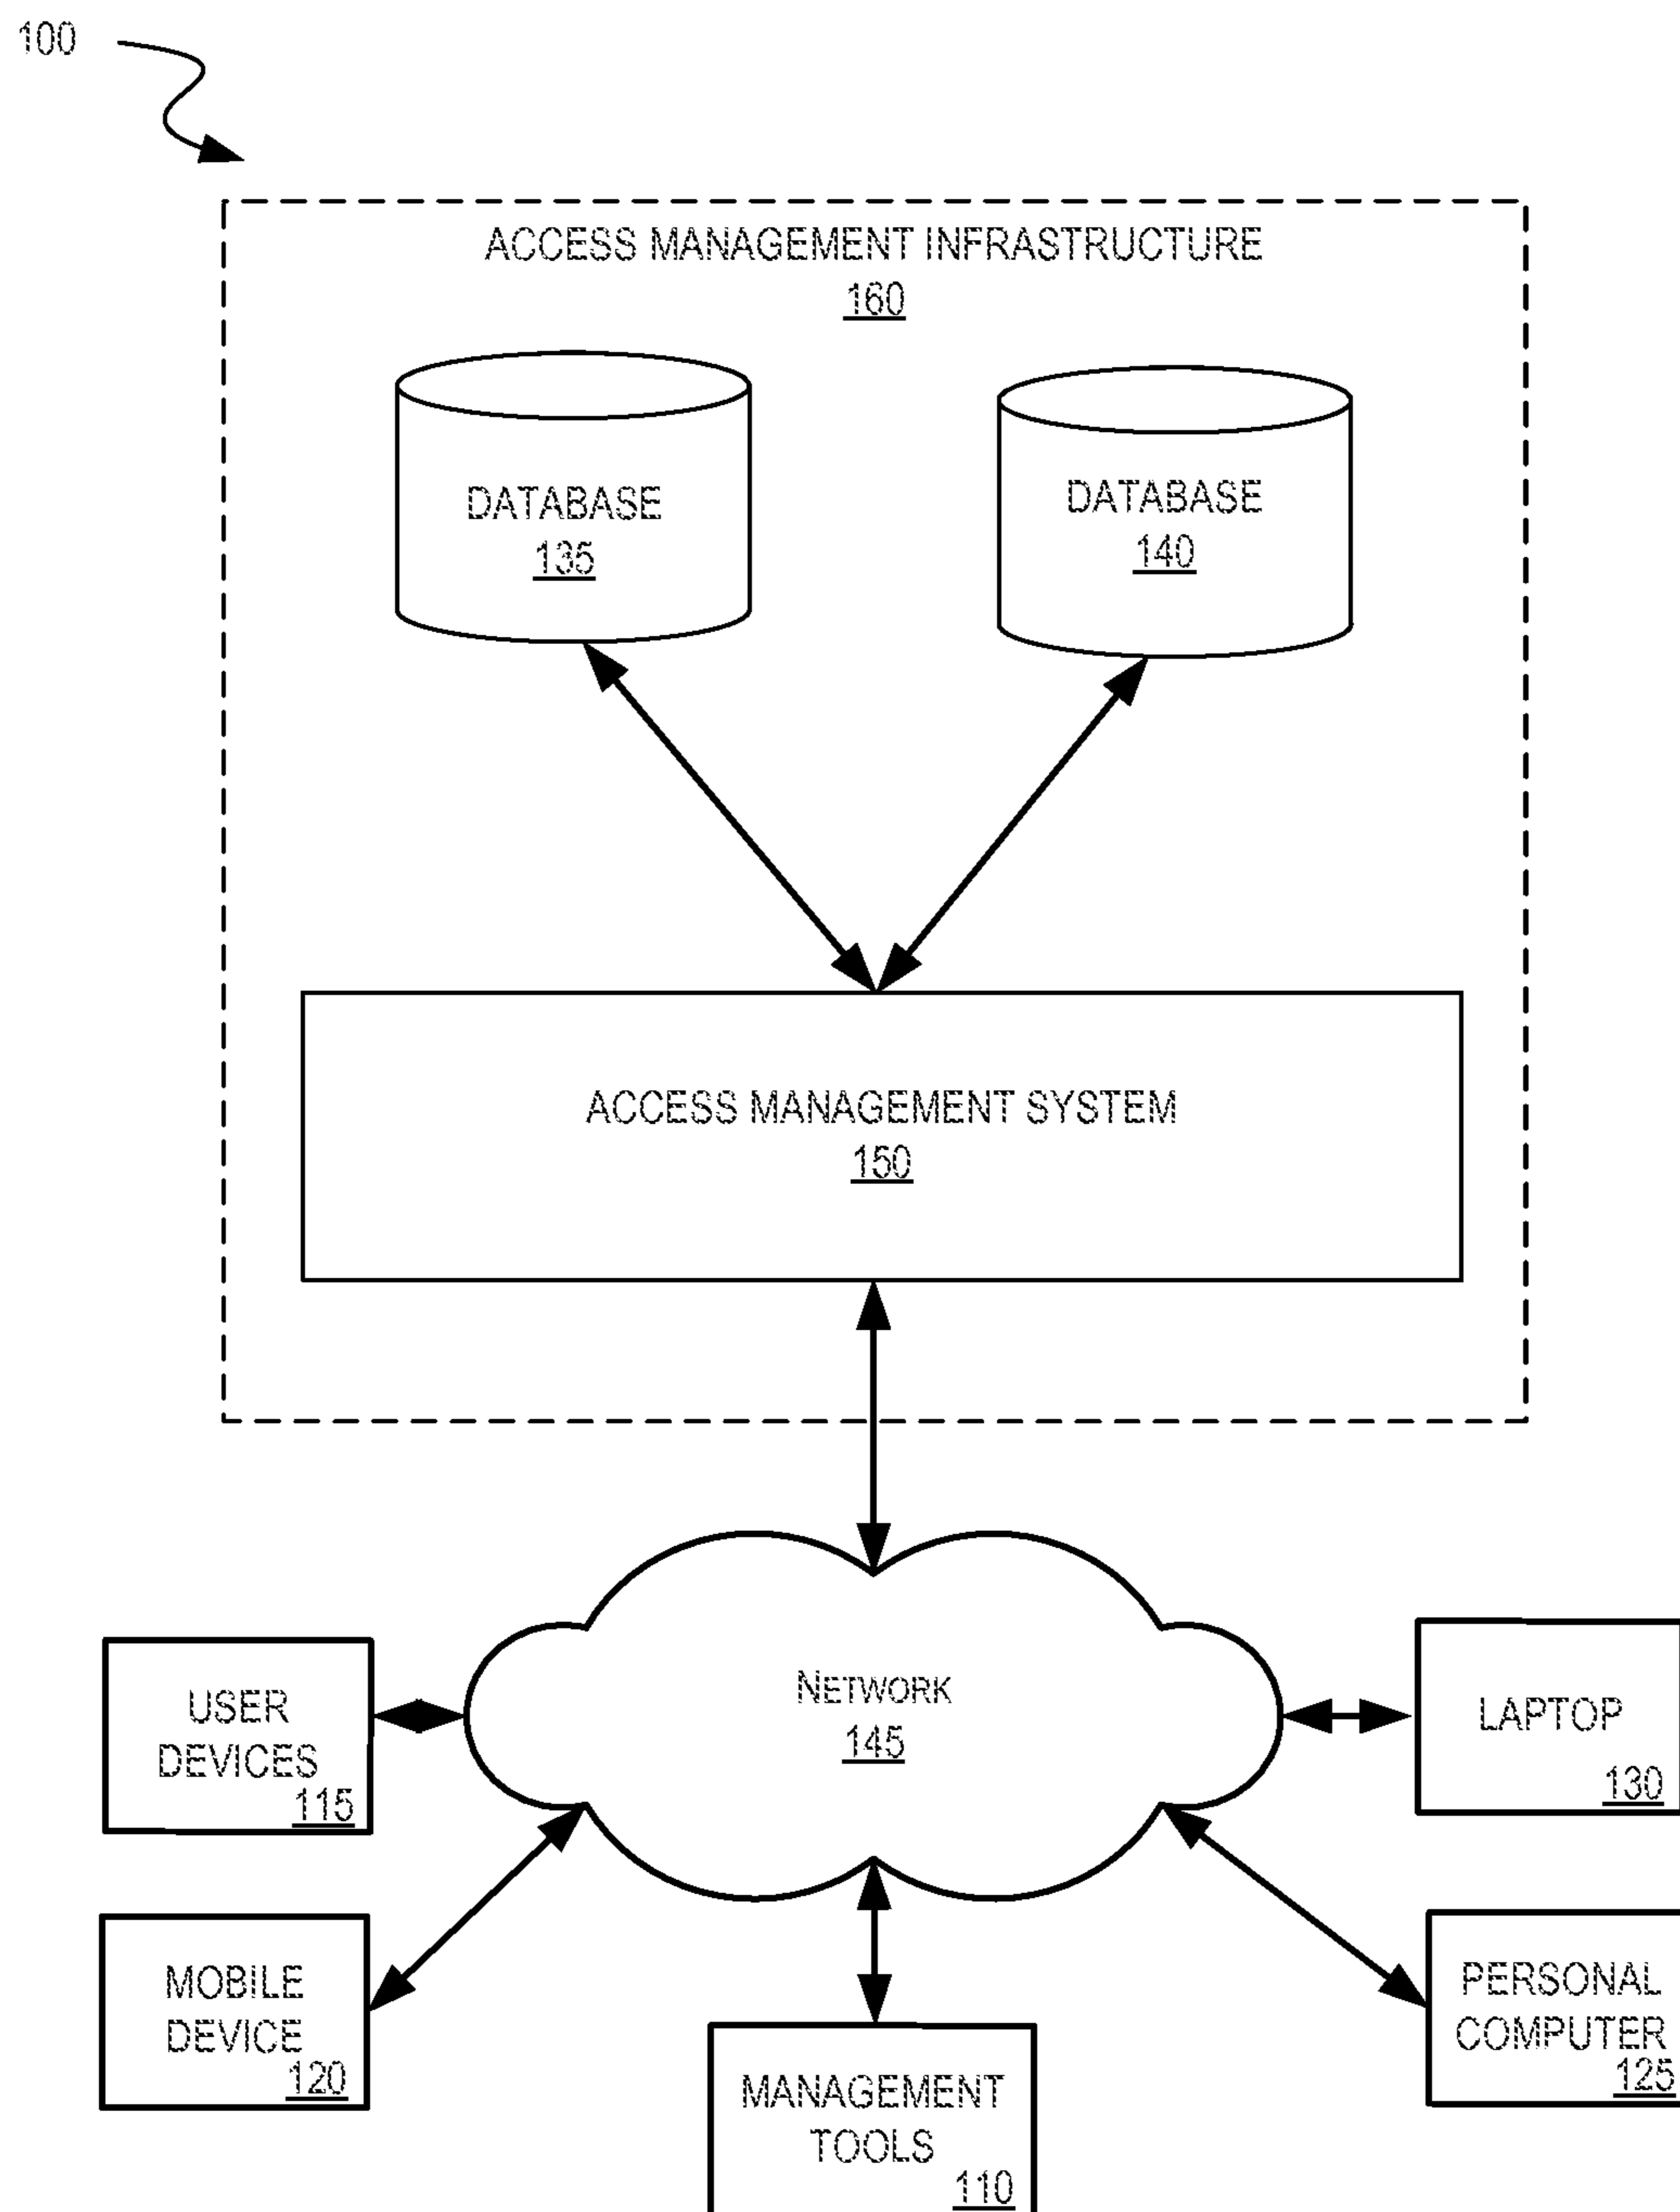 100
ACCESS MANAGEMENT INFRASTRUCTURE
160
DATABASE
135
DATABASE
140
ACCESS MANAGEMENT SYSTEM
150
NETWORK
145
USER
DEVICES
115
LAPTOP
130
MOBILE
DEVICE
120
PERSONAL
COMPUTER
125
MANAGEMENT
TOOLS
110